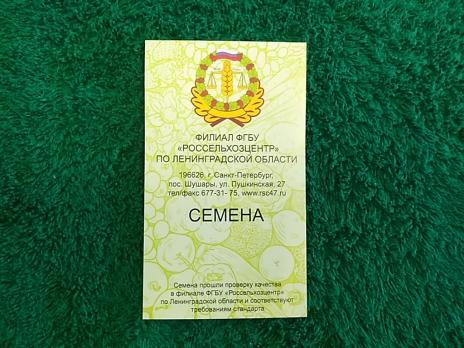 ФИЛИАЛ ФГБУ
«РОССЕЛЬХОЗЦЕНТР»
ПО ЛЕНИНГРАДСКОЙ ОБЛАСТИ
196626, г. Санкт-Петербург,
пос. Шушары, ул. Пушкинская, 27
тел/факс 677-31- 75, www.rsc47.ru
СЕМЕНА
Семена прошли проверку качества
в филиале ФГБУ «Россельхозцентр»
по Ленинградской области и соответствуют
требованиям стандарта